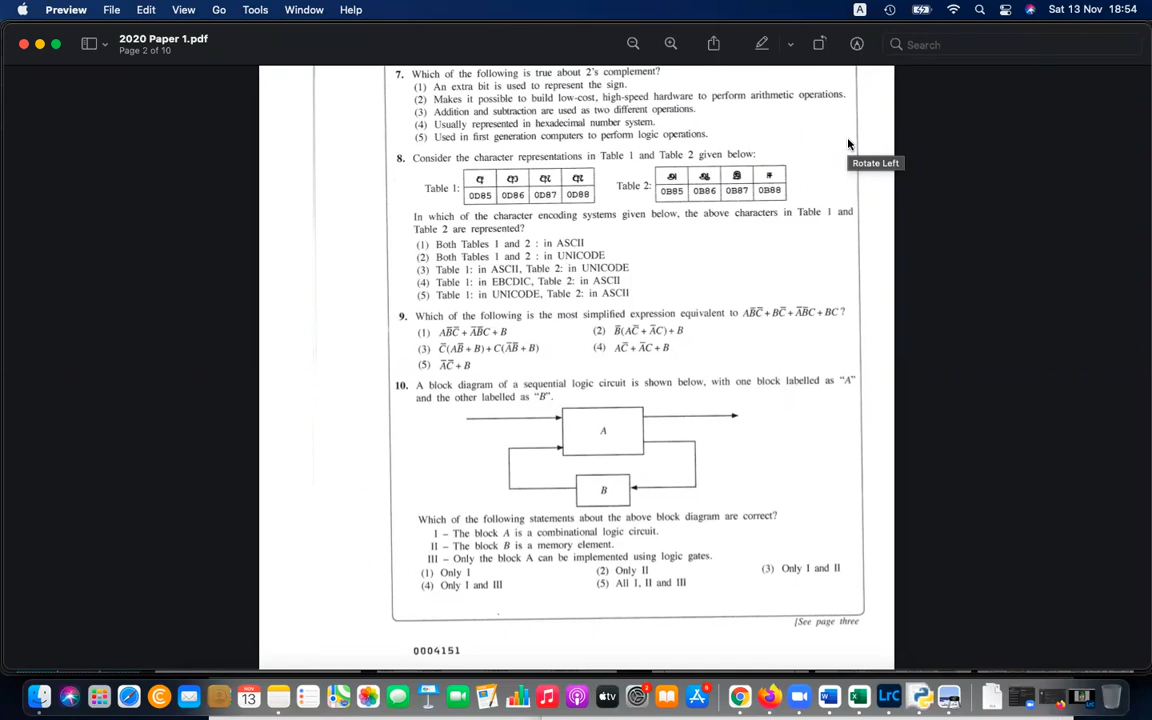 Preview File Edit View Go Tools Window Help
A Sat 13 Nov 18:54
2020 Paper 1.pdf
Page 2 of 10
Search
Rotate Left
7. Which of the following is true about 2's complement?
(1) An extra bit is used to represent the sign.
(2) Makes it possible to build low-cost, high-speed hardware to perform arithmetic operations.
(3) Addition and subtraction are used as two different operations.
(4) Usually represented in hexadecimal number system.
(5) Used in first generation computers to perform logic operations.
8. Consider the character representations in Table 1 and Table 2 given below:
Table 1: අ ආ ඇ ඈ
0D85 0D86 0D87 0D88
Table 2: அ ஆ இ ஈ
0B85 0B86 0B87 0B88
In which of the character encoding systems given below, the above characters in Table 1 and
Table 2 are represented?
(1) Both Tables 1 and 2 : in ASCII
(2) Both Tables 1 and 2 : in UNICODE
(3) Table 1: in ASCII, Table 2: in UNICODE
(4) Table 1: in EBCDIC, Table 2: in ASCII
(5) Table 1: in UNICODE, Table 2: in ASCII
9. Which of the following is the most simplified expression equivalent to AB̅C̅ + BC̅ + A̅B̅C + BC?
(1) AB̅C̅ + A̅B̅C + B (2) B̅(AC̅ + A̅C) + B
(3) C̅(AB̅ + B) + C(A̅B̅ + B) (4) AC̅ + A̅C + B
(5) A̅C̅ + B
10. A block diagram of a sequential logic circuit is shown below, with one block labelled as "A"
and the other labelled as "B".
A
B
Which of the following statements about the above block diagram are correct?
I – The block A is a combinational logic circuit.
II – The block B is a memory element.
III – Only the block A can be implemented using logic gates.
(1) Only I (2) Only II (3) Only I and II
(4) Only I and III (5) All I, II and III
[See page three
0004151
NOV
13
tv
LrC